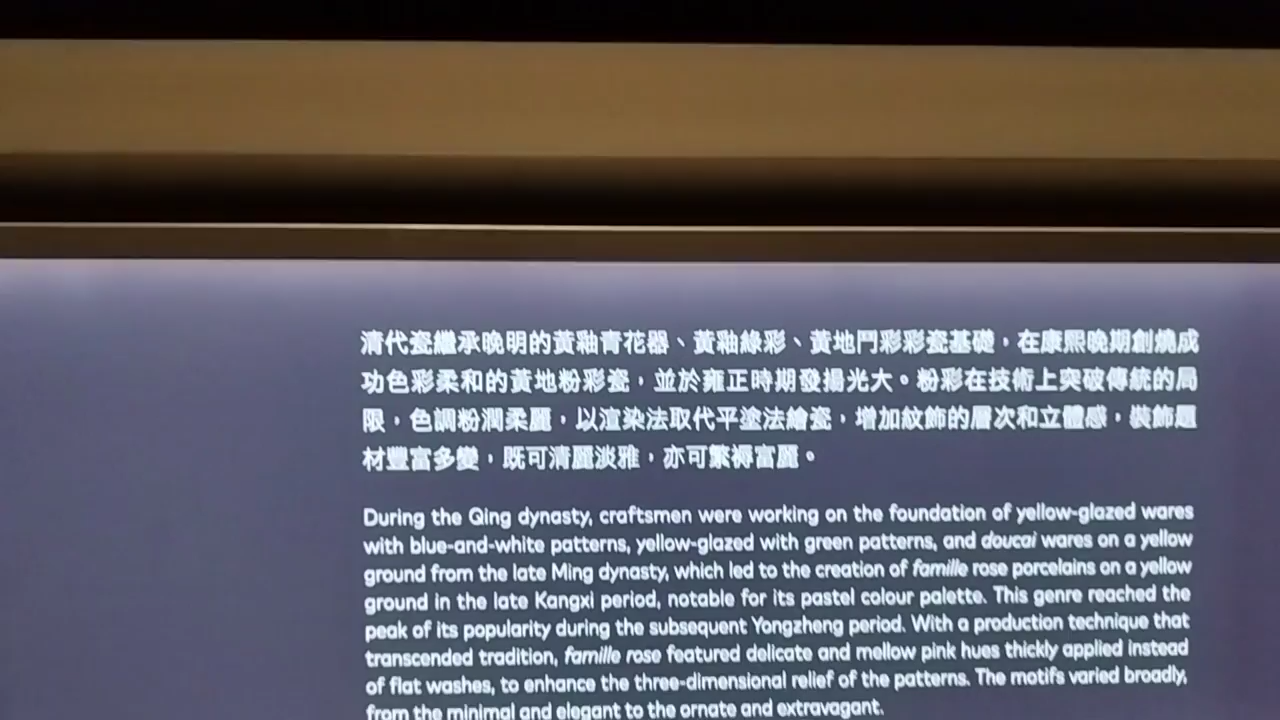 清代瓷繼承晚明的黃釉青花器、黃釉綠彩、黃地鬥彩彩瓷基礎，在康熙晚期創燒成
功色彩柔和的黃地粉彩瓷，並於雍正時期發揚光大。粉彩在技術上突破傳統的局
限，色調粉潤柔麗，以渲染法取代平塗法繪瓷，增加紋飾的層次和立體感，裝飾題
材豐富多變，既可清麗淡雅，亦可繁褥富麗。
During the Qing dynasty, craftsmen were working on the foundation of yellow-glazed wares
with blue-and-white patterns, yellow-glazed with green patterns, and doucai wares on a yellow
ground from the late Ming dynasty, which led to the creation of famille rose porcelains on a yellow
ground in the late Kangxi period, notable for its pastel colour palette. This genre reached the
peak of its popularity during the subsequent Yongzheng period. With a production technique that
transcended tradition, famille rose featured delicate and mellow pink hues thickly applied instead
of flat washes, to enhance the three-dimensional relief of the patterns. The motifs varied broadly,
from the minimal and elegant to the ornate and extravagant.